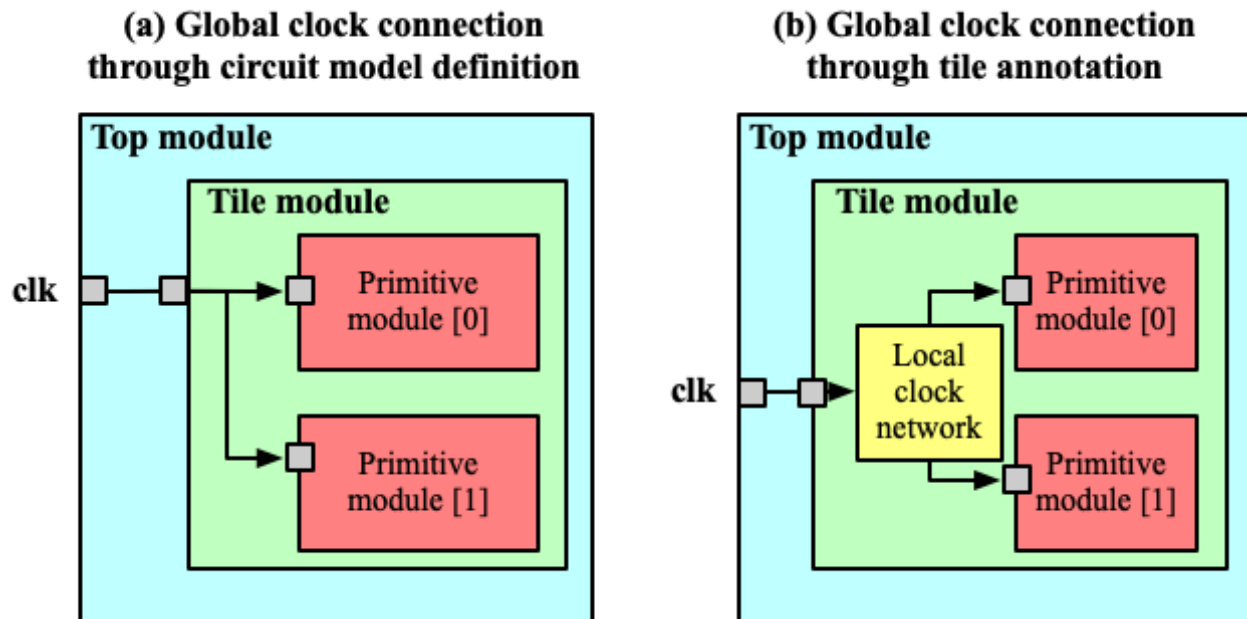 (a) Global clock connection
through circuit model definition
Top module
Tile module
clk
Primitive
module [0]
Primitive
module [1]
(b) Global clock connection
through tile annotation
Top module
Tile module
clk
Local
clock
network
Primitive
module [0]
Primitive
module [1]